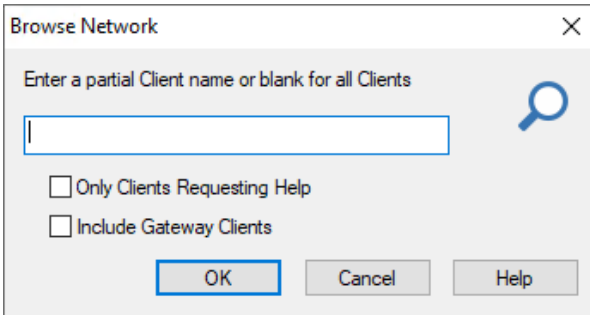 Browse Network
Enter a partial Client name or blank for all Clients
Only Clients Requesting Help
Include Gateway Clients
OK Cancel Help